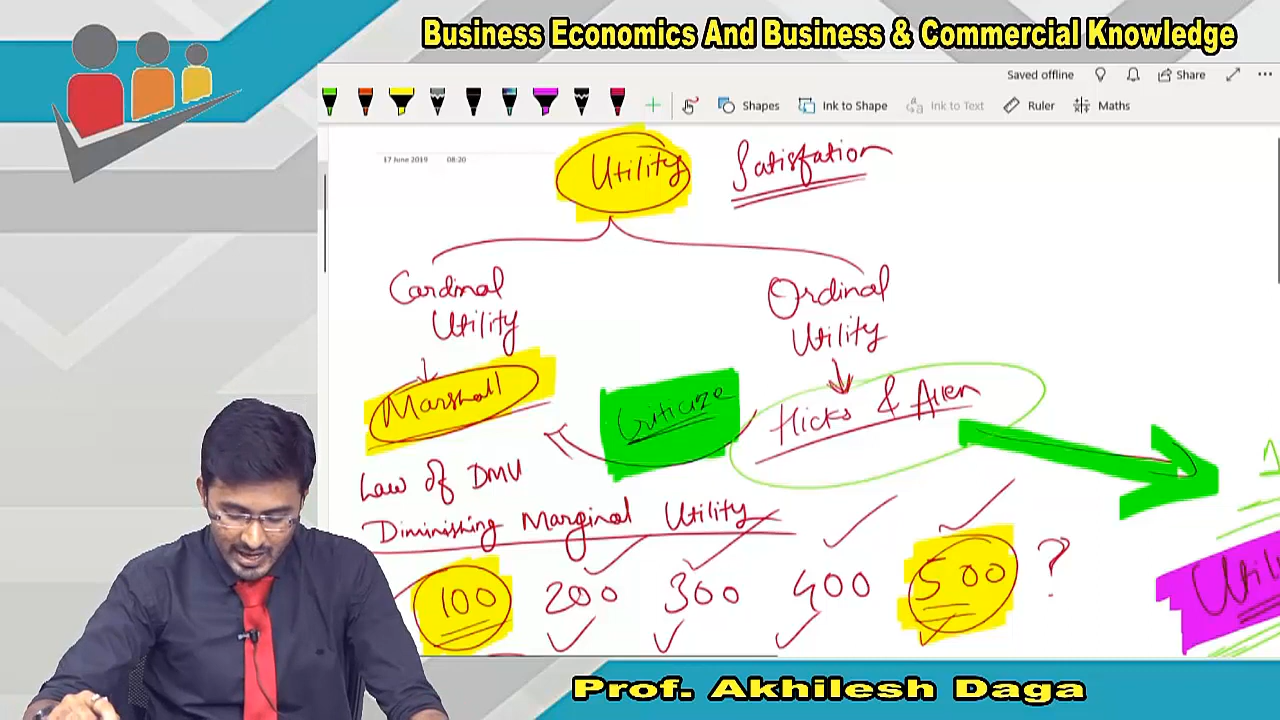 Business Economics And Business & Commercial Knowledge
Saved offline
Share
Shapes
Ink to Shape
Ink to Text
Ruler
Maths
17 June 2019 08:20
Utility
Satisfation
Cardinal
Utility
Ordinal
Utility
Marshall
Criticize
Hicks & Allen
Law of DMU
Diminishing Marginal Utility
100 200 300 400 500 ?
1
Prof. Akhilesh Daga